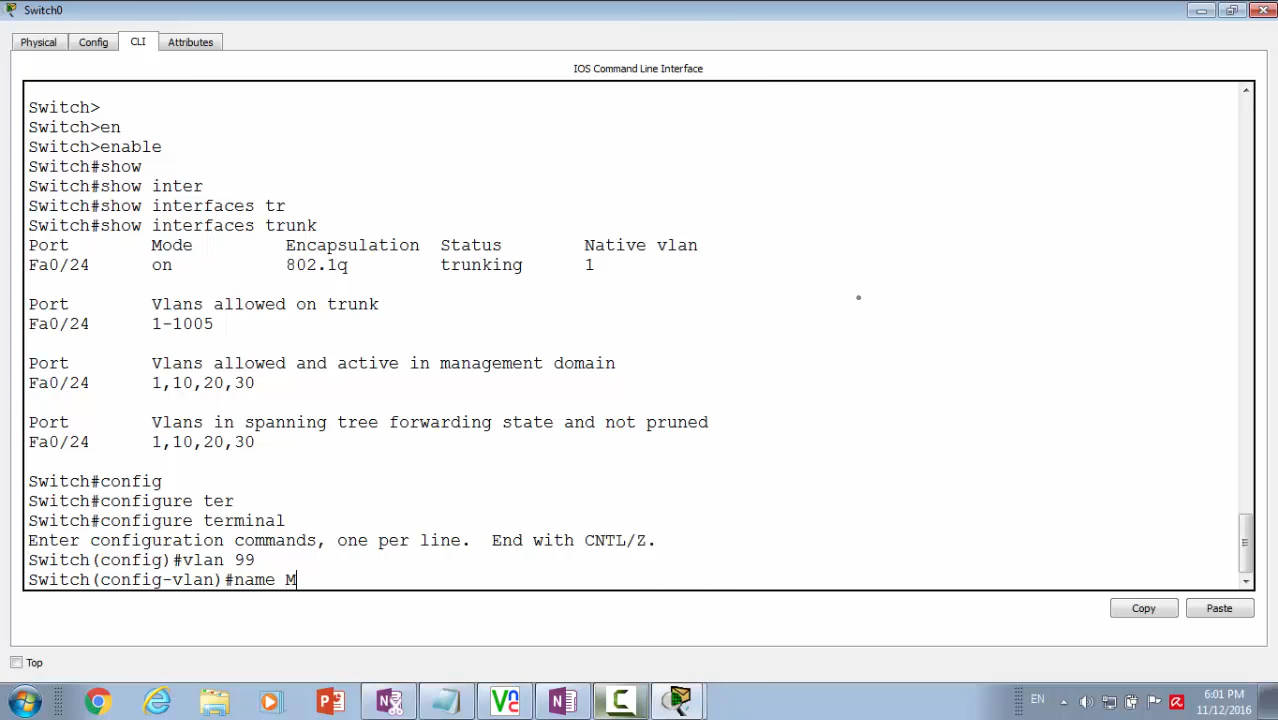 Switch0
Physical Config CLI Attributes
IOS Command Line Interface
Switch>
Switch>en
Switch>enable
Switch#show
Switch#show inter
Switch#show interfaces tr
Switch#show interfaces trunk
Port Mode Encapsulation Status Native vlan
Fa0/24 on 802.1q trunking 1
Port Vlans allowed on trunk
Fa0/24 1-1005
Port Vlans allowed and active in management domain
Fa0/24 1,10,20,30
Port Vlans in spanning tree forwarding state and not pruned
Fa0/24 1,10,20,30
Switch#config
Switch#configure ter
Switch#configure terminal
Enter configuration commands, one per line. End with CNTL/Z.
Switch(config)#vlan 99
Switch(config-vlan)#name M
Copy Paste
Top
EN 6:01 PM
11/12/2016